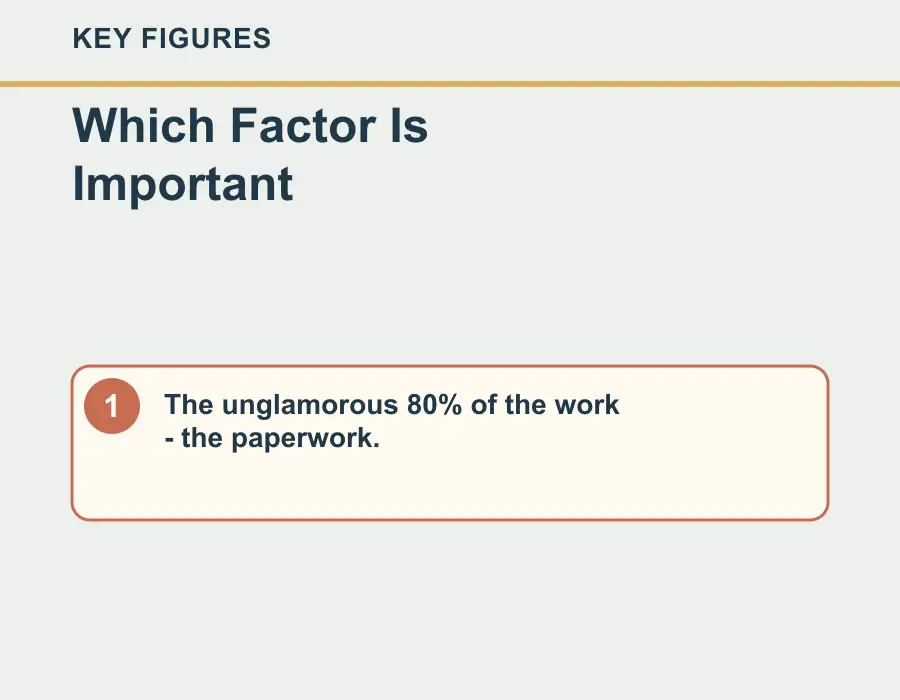 KEY FIGURES
Which Factor Is
Important
1
The unglamorous 80% of the work
- the paperwork.